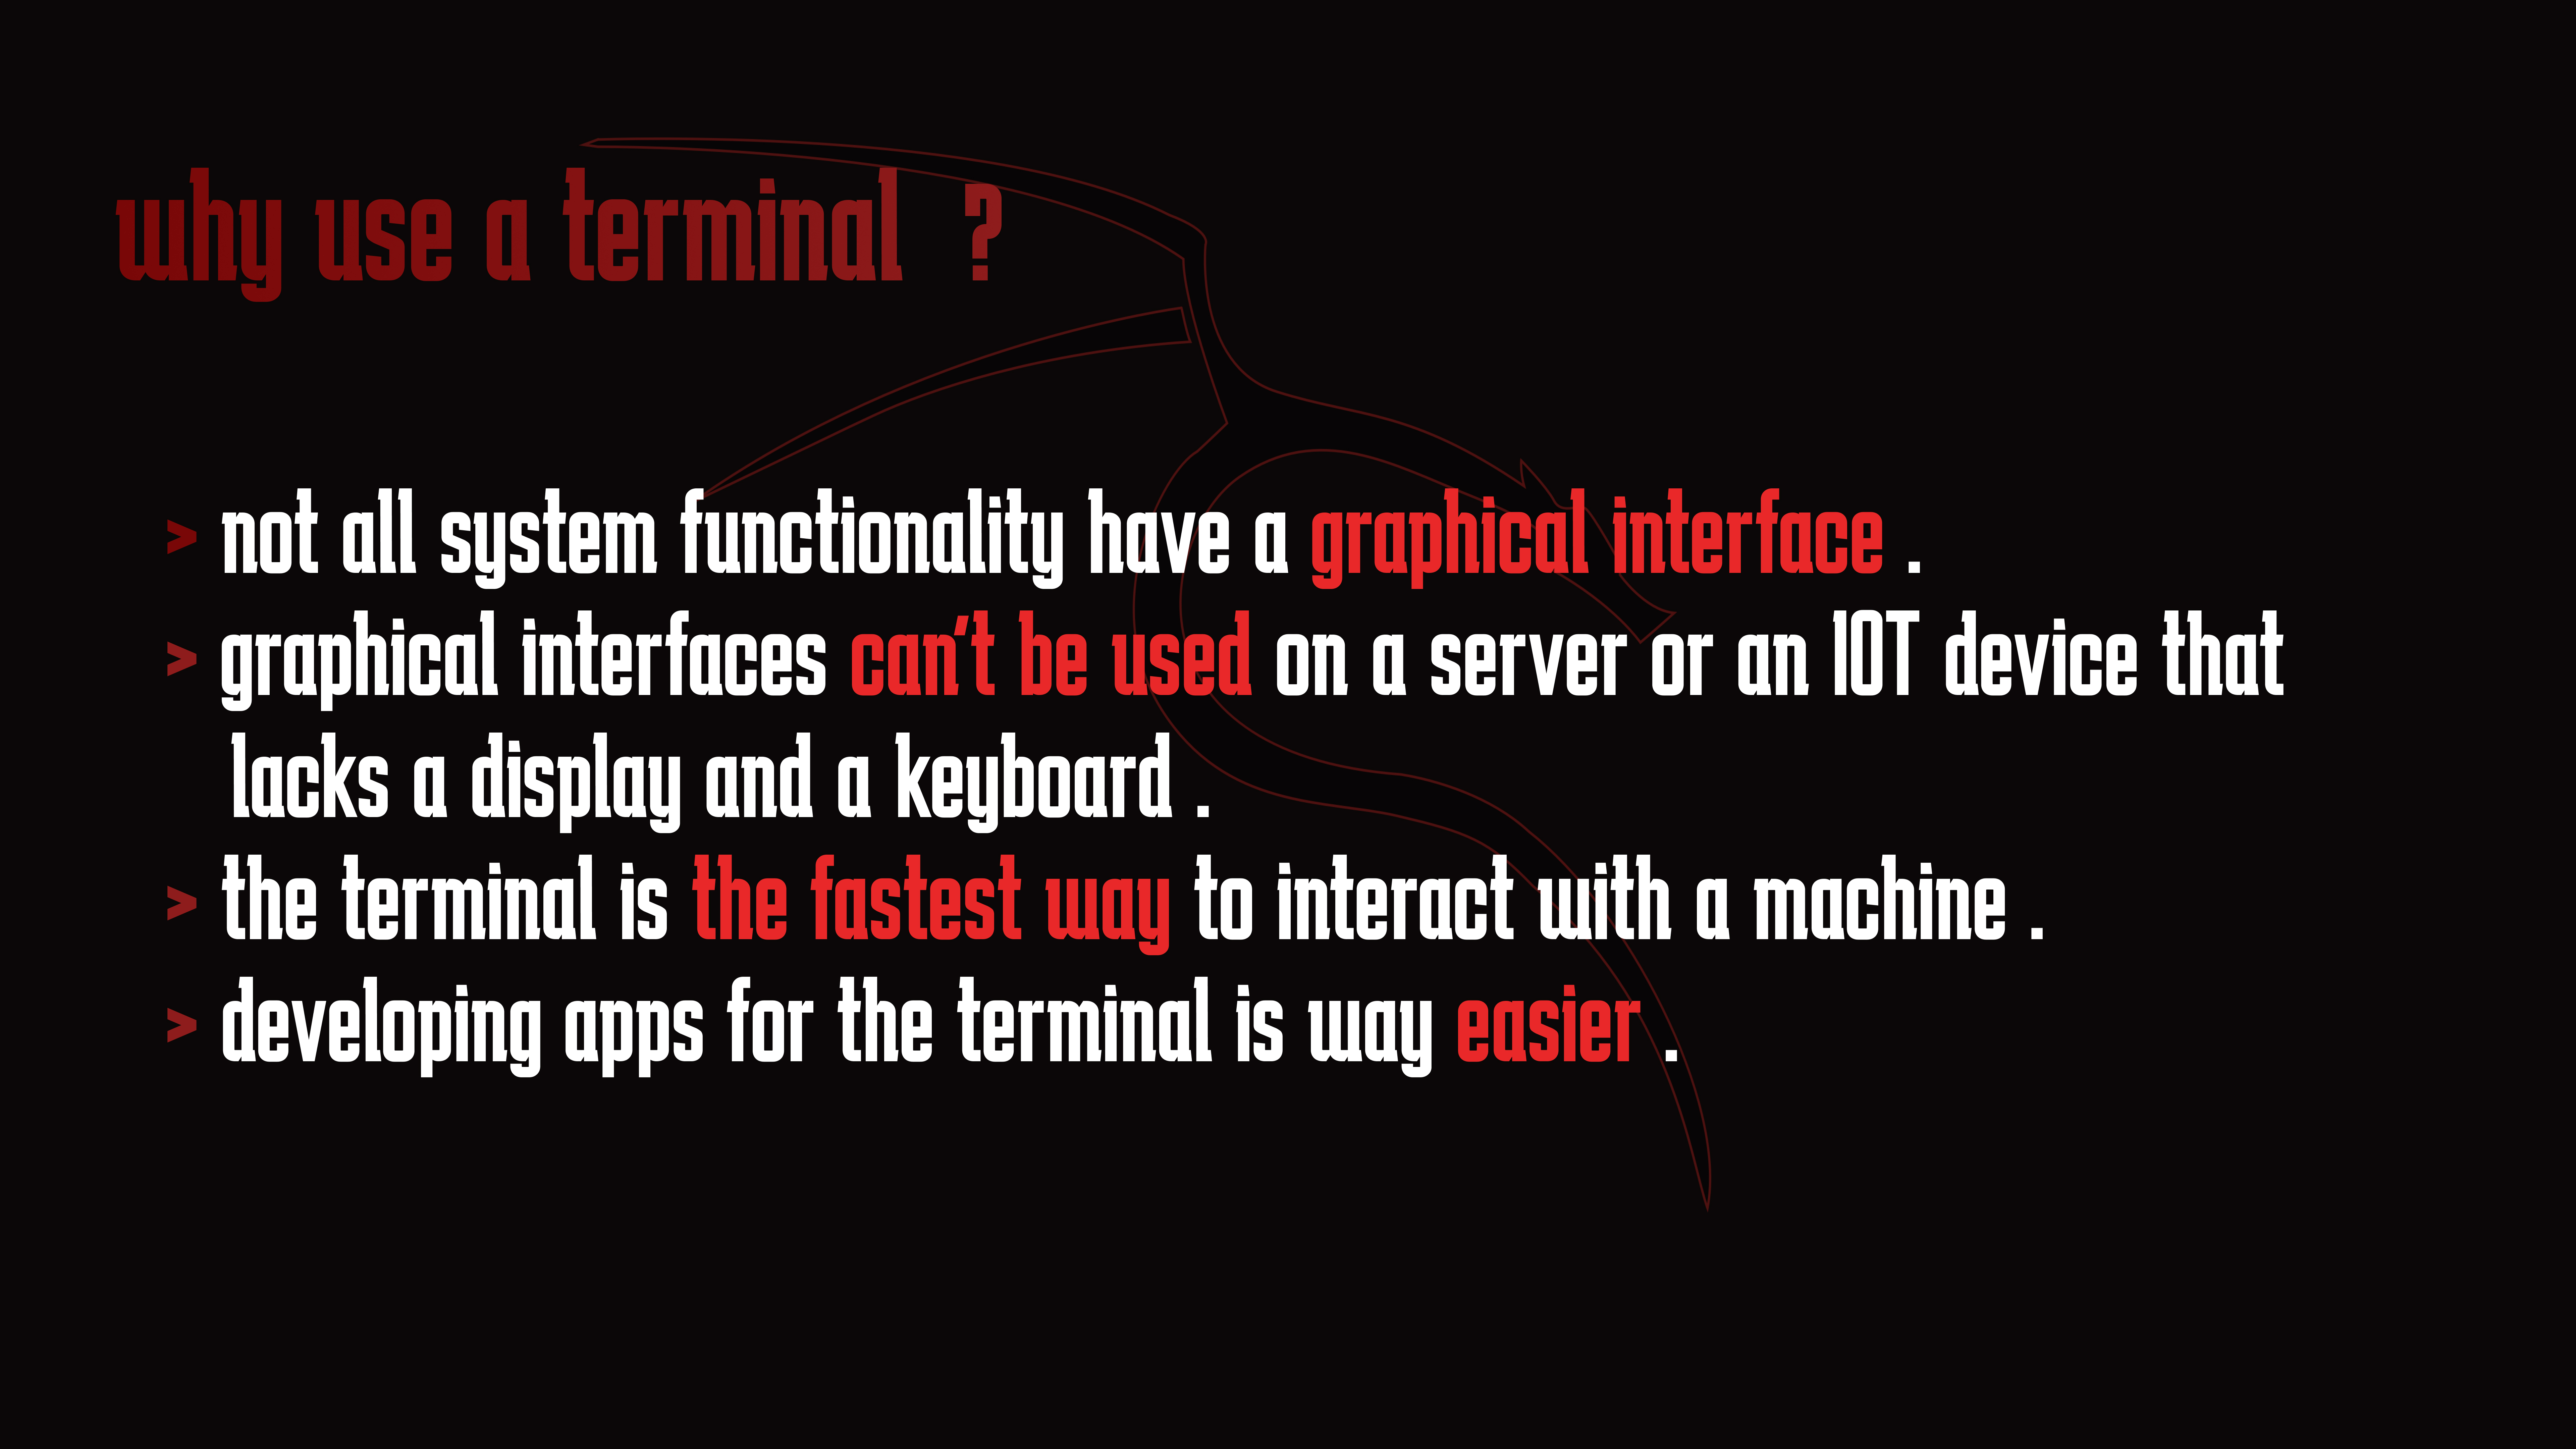 why use a terminal ?
> not all system functionality have a graphical interface .
> graphical interfaces can't be used on a server or an IOT device that
lacks a display and a keyboard .
> the terminal is the fastest way to interact with a machine .
> developing apps for the terminal is way easier .